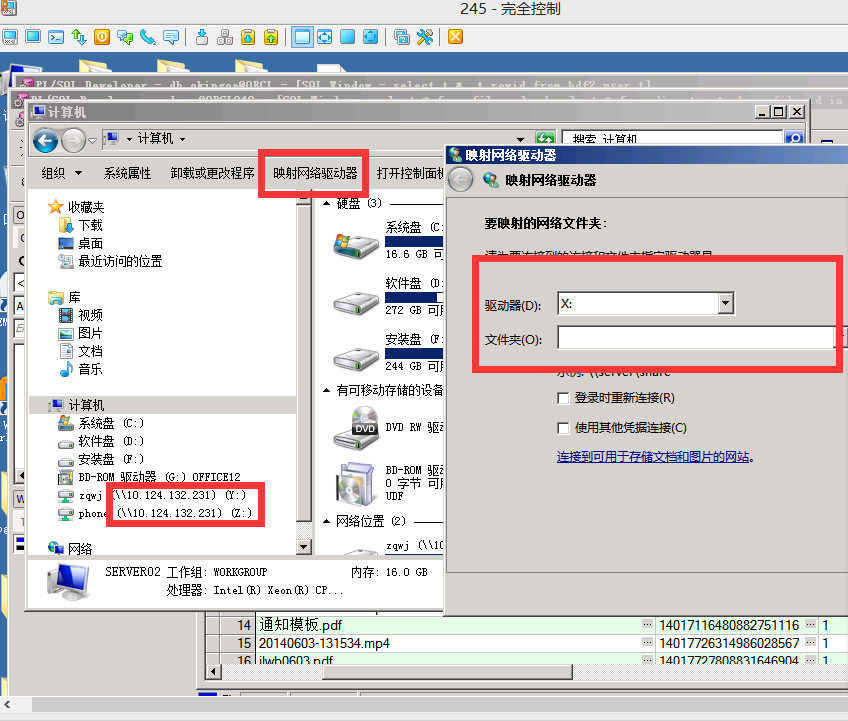 245 - 完全控制
PL/SQL Developer - db_okingaa@ORCL - [SQL Window - select t.*, t.rowid from bdf2_user t]
计算机
计算机
搜索 计算机
组织 系统属性 卸载或更改程序 映射网络驱动器 打开控制面板
收藏夹
下载
桌面
最近访问的位置
库
视频
图片
文档
音乐
计算机
系统盘 (C:)
软件盘 (D:)
安装盘 (F:)
BD-ROM 驱动器 (G:) OFFICE12
zqwj (\\10.124.132.231) (Y:)
phone (\\10.124.132.231) (Z:)
网络
硬盘 (3)
系统盘 (C:
16.6 GB 可
软件盘 (D:
272 GB 可用
安装盘 (F:
244 GB 可用
有可移动存储的设备
DVD RW 驱动
DVD
BD-ROM 驱动
0 字节 可用
UDF
网络位置 (2)
zqwj (\\10
SERVER02 工作组: WORKGROUP 内存: 16.0 GB
处理器: Intel(R) Xeon(R) CP...
映射网络驱动器
映射网络驱动器
要映射的网络文件夹:
请为要连接到的连接和文件夹指定驱动器号
驱动器(D): X:
文件夹(O):
示例: \\server\share
登录时重新连接(R)
使用其他凭据连接(C)
连接到可用于存储文档和图片的网站。
14 通知模板.pdf 14017116480882751116 1
15 20140603-131534.mp4 14017726314986028567 1
16 jlwb0603.pdf 14017727808831646904 1